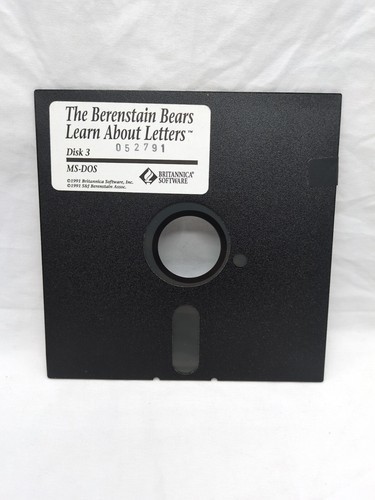 The Berenstain Bears
Learn About Letters™
Disk 3
052791
MS-DOS
©1991 Britannica Software, Inc.
©1991 S&J Berenstain Assoc.
BRITANNICA®
SOFTWARE